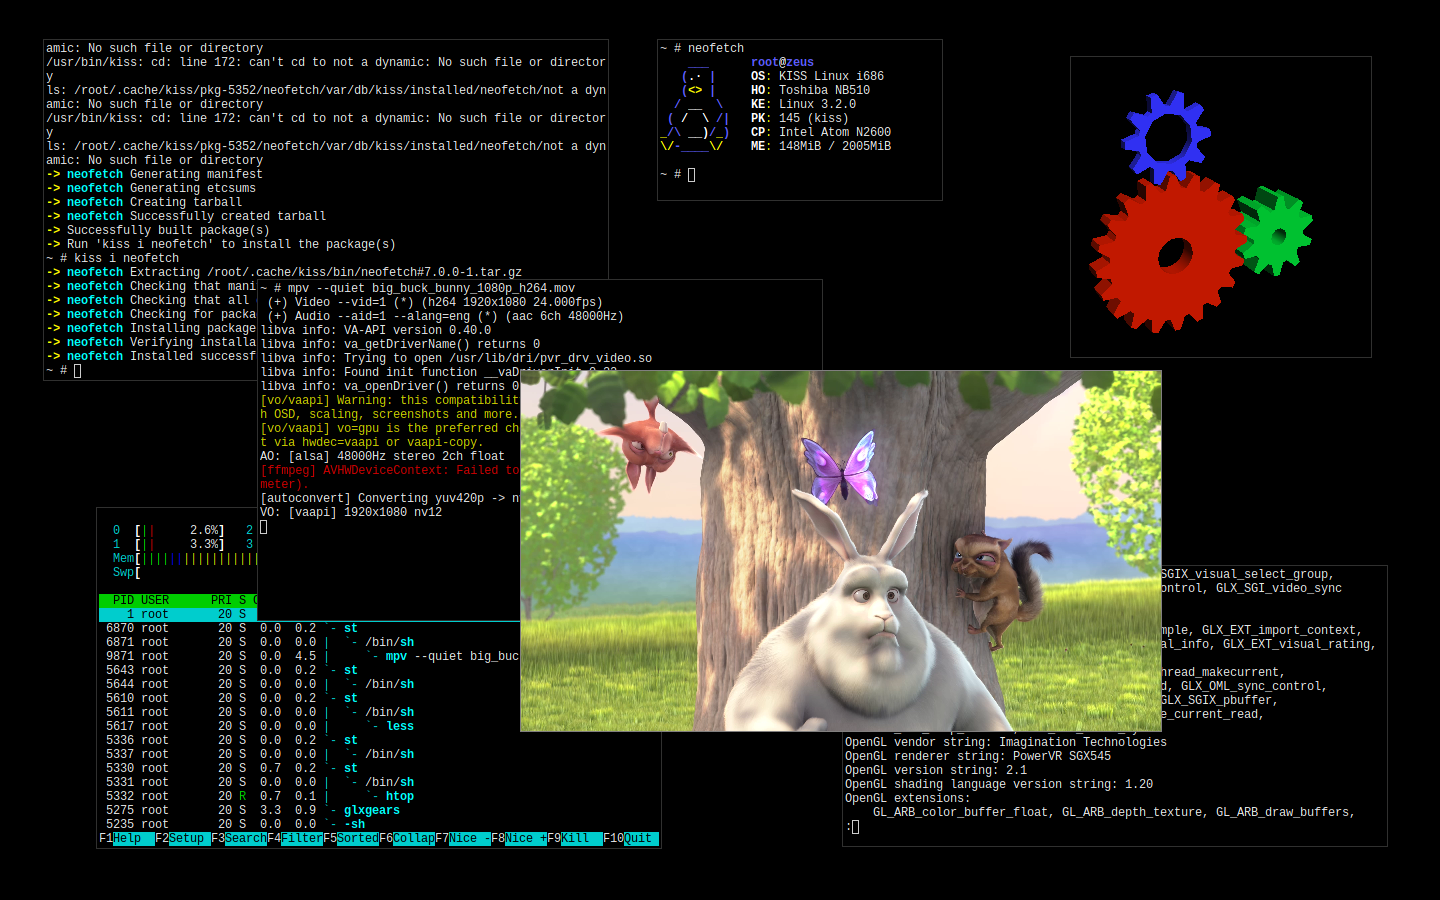 amic: No such file or directory
/usr/bin/kiss: cd: line 172: can't cd to not a dynamic: No such file or director
y
ls: /root/.cache/kiss/pkg-5352/neofetch/var/db/kiss/installed/neofetch/not a dyn
amic: No such file or directory
/usr/bin/kiss: cd: line 172: can't cd to not a dynamic: No such file or director
y
ls: /root/.cache/kiss/pkg-5352/neofetch/var/db/kiss/installed/neofetch/not a dyn
amic: No such file or directory
-> neofetch Generating manifest
-> neofetch Generating etcsums
-> neofetch Creating tarball
-> neofetch Successfully created tarball
-> Successfully built package(s)
-> Run 'kiss i neofetch' to install the package(s)
~ # kiss i neofetch
-> neofetch Extracting /root/.cache/kiss/bin/neofetch#7.0.0-1.tar.gz
-> neofetch Checking that mani
-> neofetch Checking that all
-> neofetch Checking for packa
-> neofetch Installing package
-> neofetch Verifying installa
-> neofetch Installed successf
~ #
~ # neofetch
root@zeus
OS: KISS Linux i686
HO: Toshiba NB510
KE: Linux 3.2.0
PK: 145 (kiss)
CP: Intel Atom N2600
ME: 148MiB / 2005MiB
~ #
~ # mpv --quiet big_buck_bunny_1080p_h264.mov
(+) Video --vid=1 (*) (h264 1920x1080 24.000fps)
(+) Audio --aid=1 --alang=eng (*) (aac 6ch 48000Hz)
libva info: VA-API version 0.40.0
libva info: va_getDriverName() returns 0
libva info: Trying to open /usr/lib/dri/pvr_drv_video.so
libva info: Found init function __vaDriverInit_0_32
libva info: va_openDriver() returns 0
[vo/vaapi] Warning: this compatibilit
h OSD, scaling, screenshots and more.
[vo/vaapi] vo=gpu is the preferred ch
t via hwdec=vaapi or vaapi-copy.
AO: [alsa] 48000Hz stereo 2ch float
[ffmpeg] AVHWDeviceContext: Failed to
meter).
[autoconvert] Converting yuv420p -> n
VO: [vaapi] 1920x1080 nv12
0 [|| 2.6%] 2
1 [|| 3.3%] 3
Mem[||||||||||||||||||
Swp[
PID USER PRI S C
1 root 20 S
6870 root 20 S 0.0 0.2 `- st
6871 root 20 S 0.0 0.0 | `- /bin/sh
9871 root 20 S 0.0 4.5 | `- mpv --quiet big_buc
5643 root 20 S 0.0 0.2 `- st
5644 root 20 S 0.0 0.0 | `- /bin/sh
5610 root 20 S 0.0 0.2 `- st
5611 root 20 S 0.0 0.0 | `- /bin/sh
5617 root 20 S 0.0 0.0 | `- less
5336 root 20 S 0.0 0.2 `- st
5337 root 20 S 0.0 0.0 | `- /bin/sh
5330 root 20 S 0.7 0.2 `- st
5331 root 20 S 0.0 0.0 | `- /bin/sh
5332 root 20 R 0.7 0.1 | `- htop
5275 root 20 S 3.3 0.9 `- glxgears
5235 root 20 S 0.0 0.0 `- -sh
F1Help F2Setup F3SearchF4FilterF5SortedF6CollapF7Nice -F8Nice +F9Kill F10Quit
SGIX_visual_select_group,
ontrol, GLX_SGI_video_sync
mple, GLX_EXT_import_context,
al_info, GLX_EXT_visual_rating,
hread_makecurrent,
d, GLX_OML_sync_control,
GLX_SGIX_pbuffer,
e_current_read,
OpenGL vendor string: Imagination Technologies
OpenGL renderer string: PowerVR SGX545
OpenGL version string: 2.1
OpenGL shading language version string: 1.20
OpenGL extensions:
GL_ARB_color_buffer_float, GL_ARB_depth_texture, GL_ARB_draw_buffers,
: